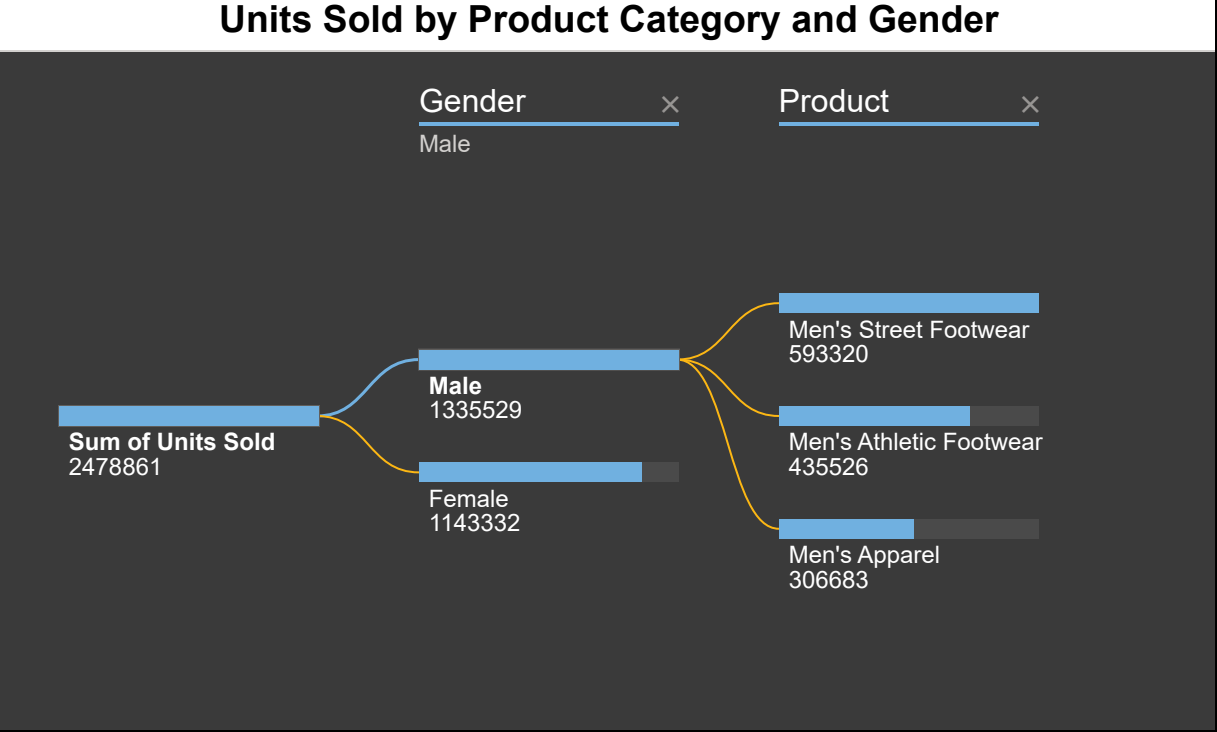 Units Sold by Product Category and Gender
Gender
Male
Product
Sum of Units Sold
2478861
Male
1335529
Female
1143332
Men's Street Footwear
593320
Men's Athletic Footwear
435526
Men's Apparel
306683